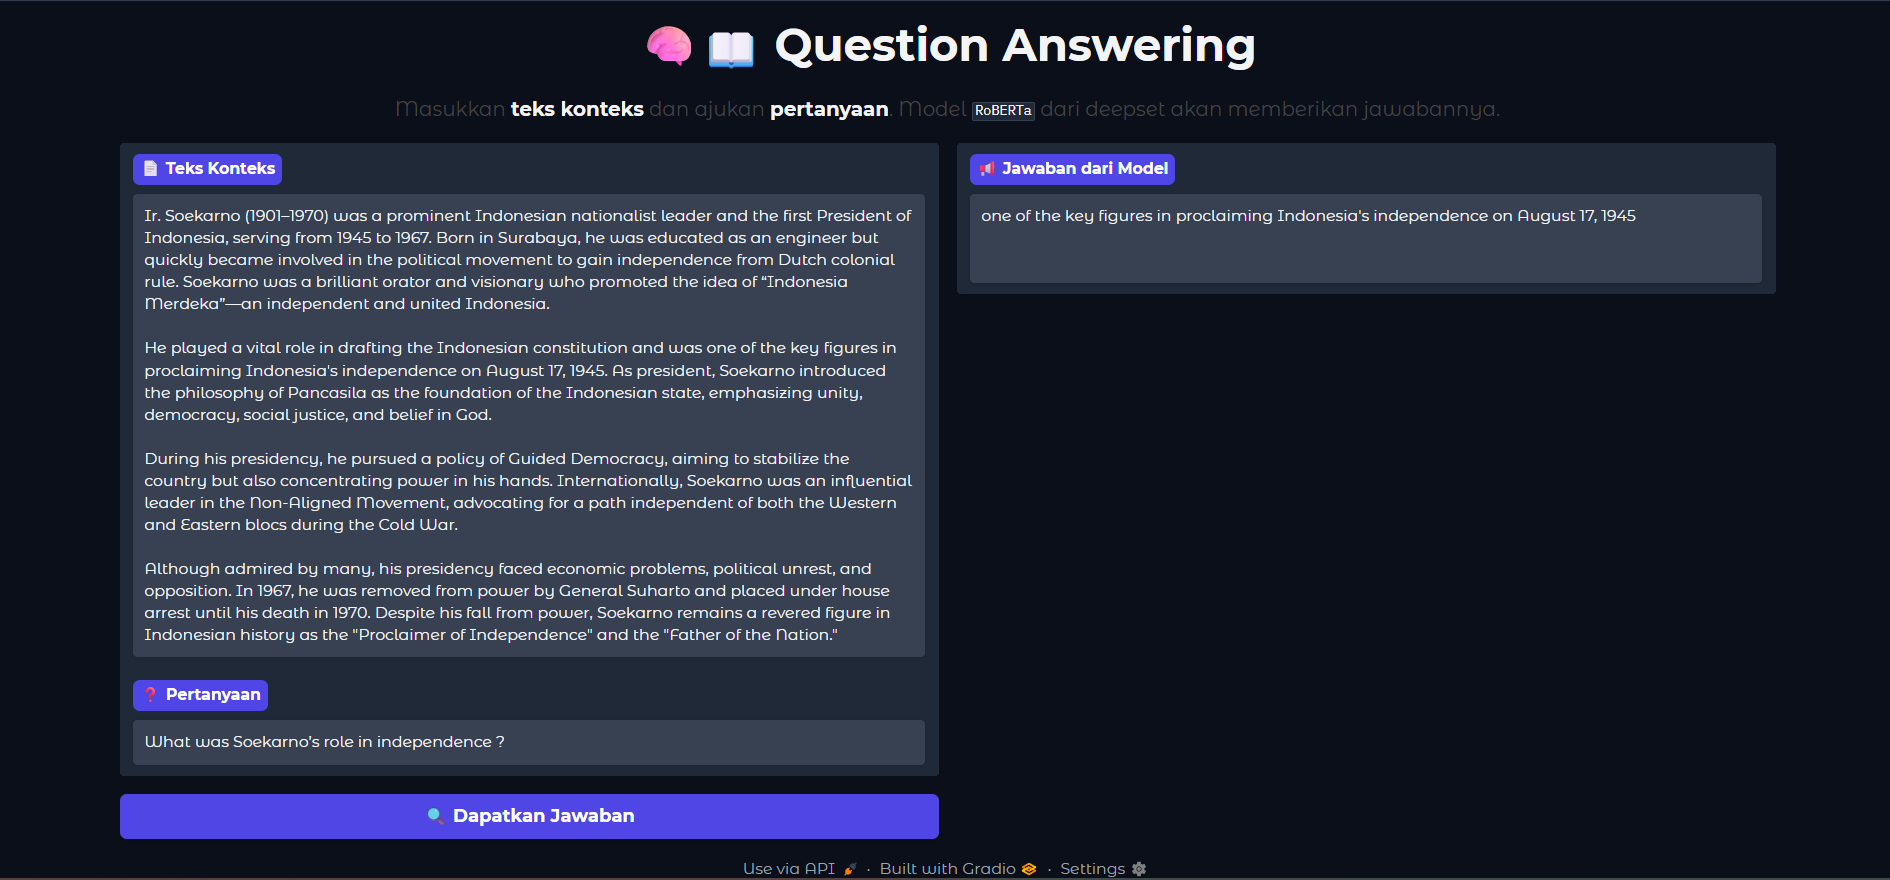 Question Answering
Masukkan teks konteks dan ajukan pertanyaan. Model RoBERTa dari deepset akan memberikan jawabannya.
Teks Konteks
Ir. Soekarno (1901–1970) was a prominent Indonesian nationalist leader and the first President of
Indonesia, serving from 1945 to 1967. Born in Surabaya, he was educated as an engineer but
quickly became involved in the political movement to gain independence from Dutch colonial
rule. Soekarno was a brilliant orator and visionary who promoted the idea of “Indonesia
Merdeka”—an independent and united Indonesia.
He played a vital role in drafting the Indonesian constitution and was one of the key figures in
proclaiming Indonesia's independence on August 17, 1945. As president, Soekarno introduced
the philosophy of Pancasila as the foundation of the Indonesian state, emphasizing unity,
democracy, social justice, and belief in God.
During his presidency, he pursued a policy of Guided Democracy, aiming to stabilize the
country but also concentrating power in his hands. Internationally, Soekarno was an influential
leader in the Non-Aligned Movement, advocating for a path independent of both the Western
and Eastern blocs during the Cold War.
Although admired by many, his presidency faced economic problems, political unrest, and
opposition. In 1967, he was removed from power by General Suharto and placed under house
arrest until his death in 1970. Despite his fall from power, Soekarno remains a revered figure in
Indonesian history as the "Proclaimer of Independence" and the "Father of the Nation."
Pertanyaan
What was Soekarno's role in independence ?
Dapatkan Jawaban
Jawaban dari Model
one of the key figures in proclaiming Indonesia's independence on August 17, 1945
Use via API · Built with Gradio · Settings